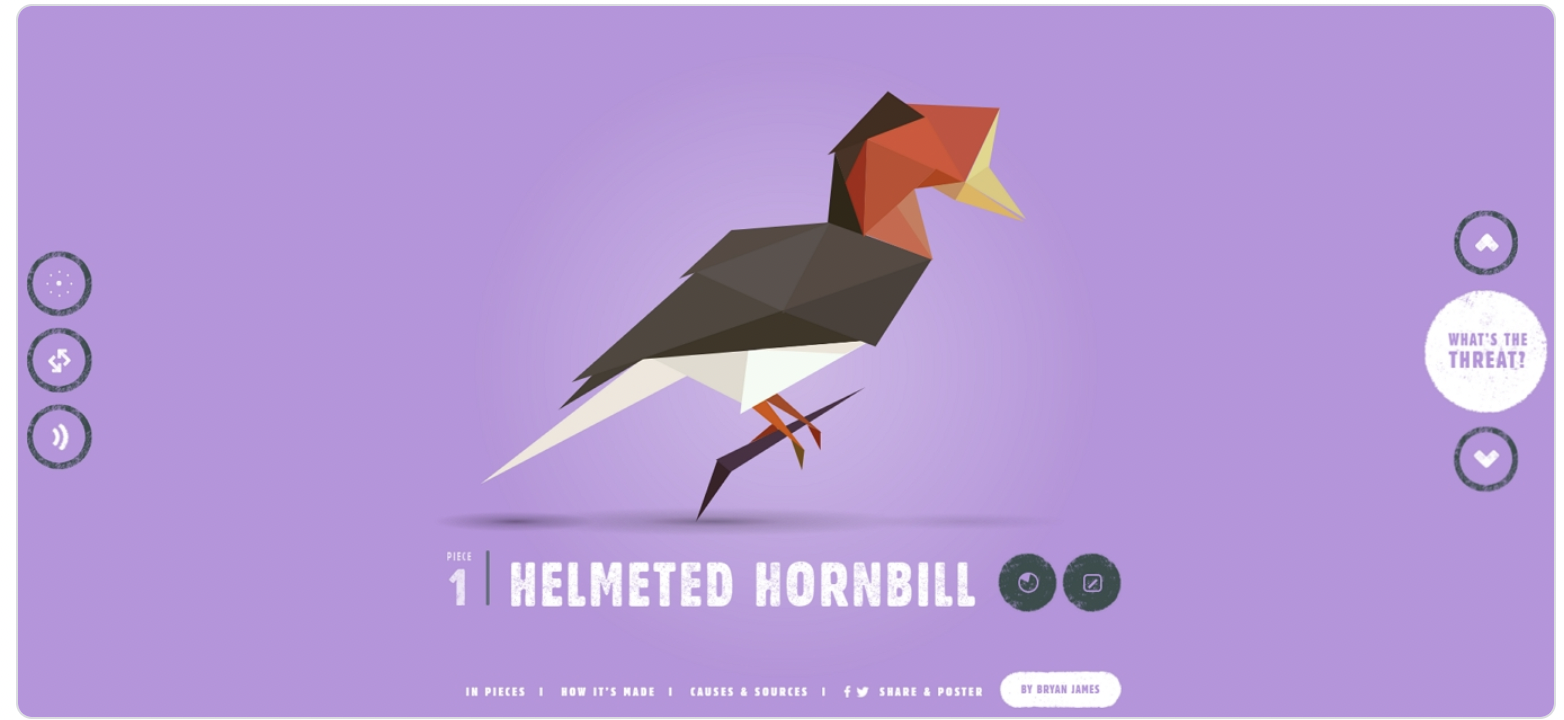 WHAT'S THE
THREAT?
PIECE
1
HELMETED HORNBILL
IN PIECES I HOW IT'S MADE I CAUSES & SOURCES I SHARE & POSTER BY BRYAN JAMES